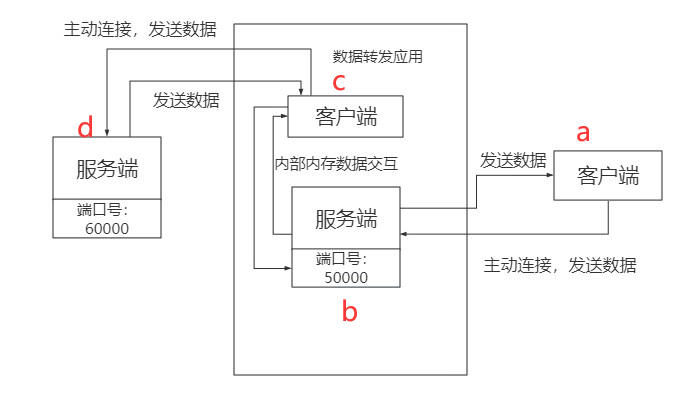 主动连接，发送数据
数据转发应用
c
客户端
发送数据
d
服务端
端口号：
60000
a
客户端
发送数据
内部内存数据交互
服务端
端口号：
50000
主动连接，发送数据
b